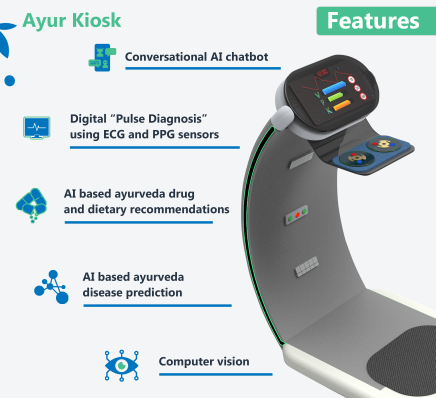 Ayur Kiosk
Features
Conversational AI chatbot
Digital “Pulse Diagnosis”
using ECG and PPG sensors
AI based ayurveda drug
and dietary recommendations
AI based ayurveda
disease prediction
Computer vision